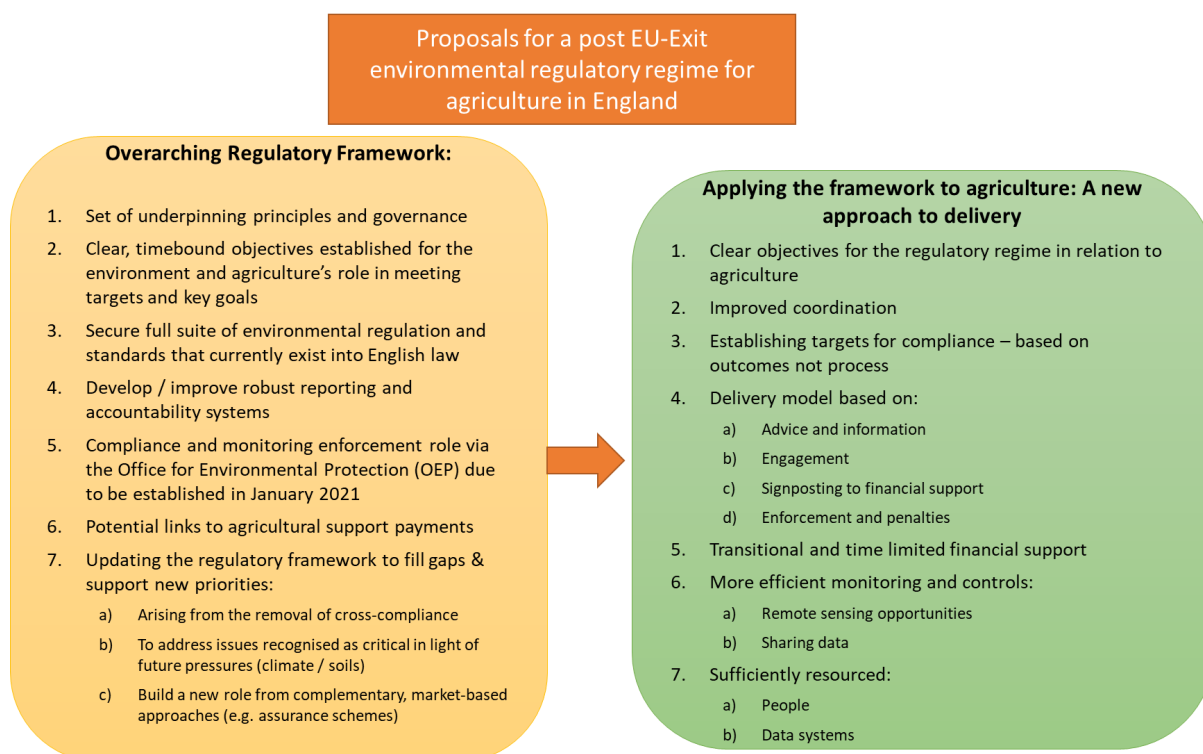 Proposals for a post EU-Exit
environmental regulatory regime for
agriculture in England
Overarching Regulatory Framework:
1. Set of underpinning principles and governance
2. Clear, timebound objectives established for the
environment and agriculture's role in meeting
targets and key goals
3. Secure full suite of environmental regulation and
standards that currently exist into English law
4. Develop / improve robust reporting and
accountability systems
5. Compliance and monitoring enforcement role via
the Office for Environmental Protection (OEP) due
to be established in January 2021
6. Potential links to agricultural support payments
7. Updating the regulatory framework to fill gaps &
support new priorities:
a) Arising from the removal of cross-compliance
b) To address issues recognised as critical in light of
future pressures (climate / soils)
c) Build a new role from complementary, market-based
approaches (e.g. assurance schemes)
Applying the framework to agriculture: A new
approach to delivery
1. Clear objectives for the regulatory regime in relation to
agriculture
2. Improved coordination
3. Establishing targets for compliance – based on
outcomes not process
4. Delivery model based on:
a) Advice and information
b) Engagement
c) Signposting to financial support
d) Enforcement and penalties
5. Transitional and time limited financial support
6. More efficient monitoring and controls:
a) Remote sensing opportunities
b) Sharing data
7. Sufficiently resourced:
a) People
b) Data systems